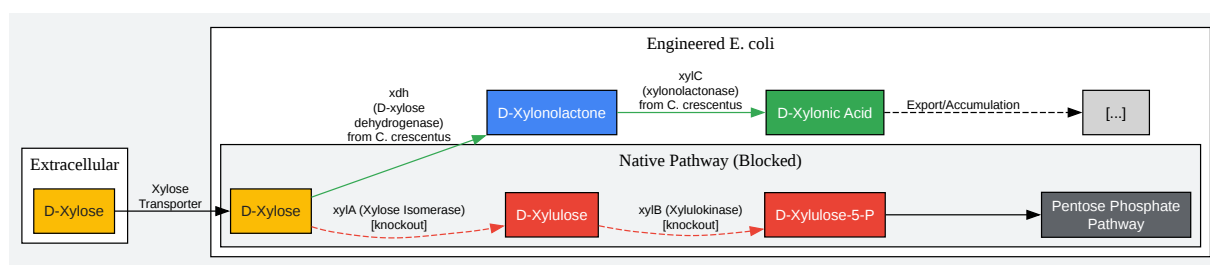 Engineered E. coli
xdh
(D-xylose
dehydrogenase)
from C. crescentus
D-Xylonolactone
xylC
(xylonolactonase)
from C. crescentus
D-Xylonic Acid
Export/Accumulation
[...]
Extracellular
D-Xylose
Xylose
Transporter
Native Pathway (Blocked)
D-Xylose
xylA (Xylose Isomerase)
[knockout]
D-Xylulose
xylB (Xylulokinase)
[knockout]
D-Xylulose-5-P
Pentose Phosphate
Pathway